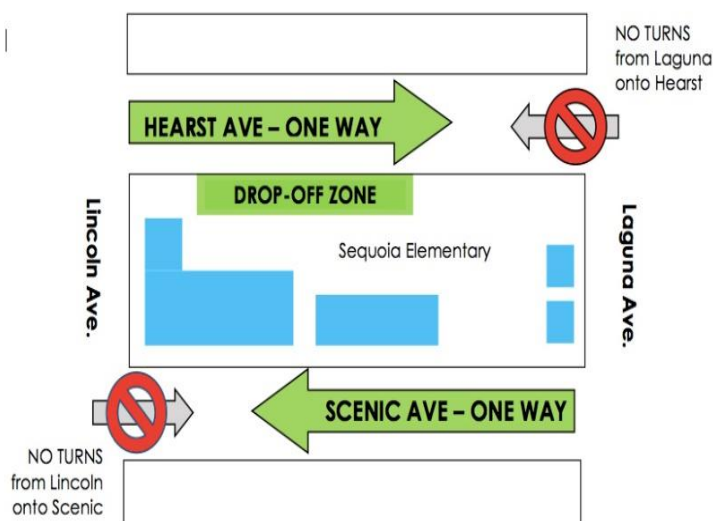 NO TURNS
from Laguna
onto Hearst
HEARST AVE – ONE WAY
DROP-OFF ZONE
Lincoln Ave.
Sequoia Elementary
Laguna Ave.
SCENIC AVE – ONE WAY
NO TURNS
from Lincoln
onto Scenic